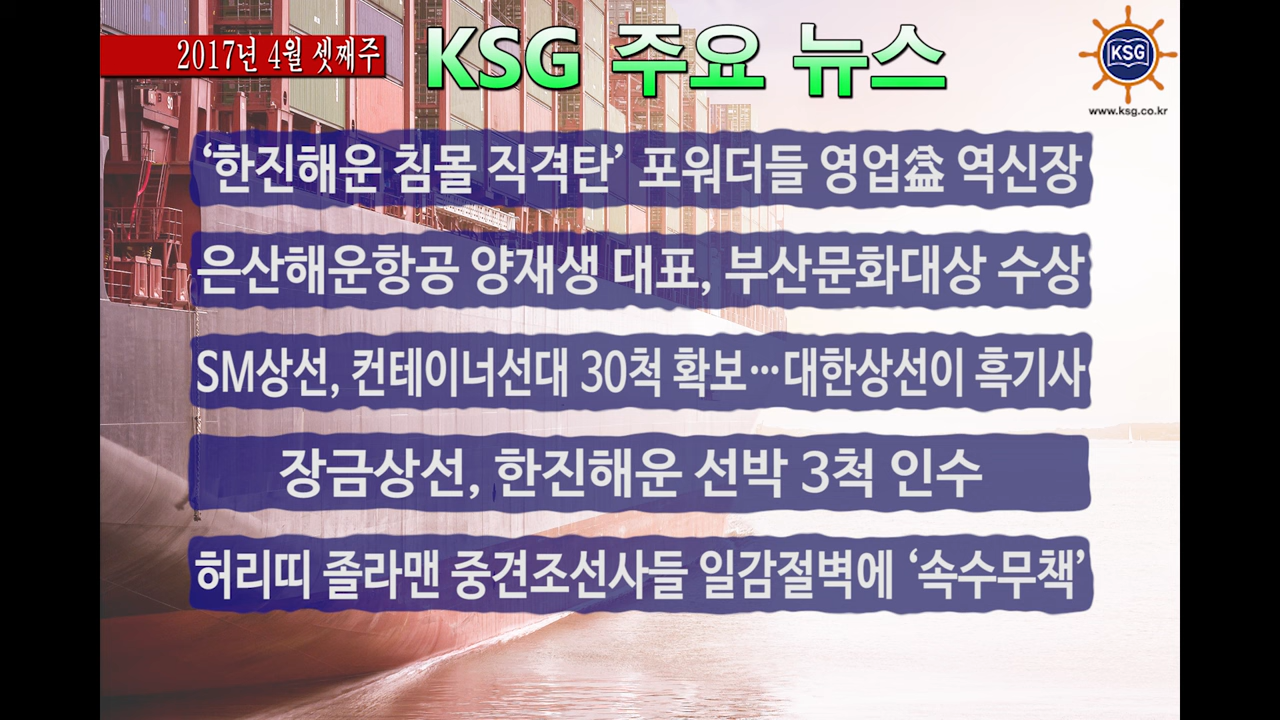 2017년 4월 셋째주
KSG 주요 뉴스
KSG
www.ksg.co.kr
‘한진해운 침몰 직격탄’ 포워더들 영업益 역신장
은산해운항공 양재생 대표, 부산문화대상 수상
SM상선, 컨테이너선대 30척 확보…대한상선이 흑기사
장금상선, 한진해운 선박 3척 인수
허리띠 졸라맨 중견조선사들 일감절벽에 ‘속수무책’